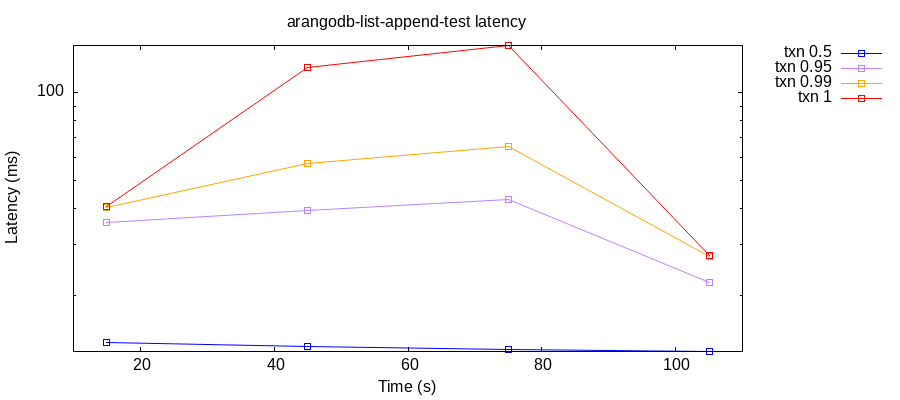 arangodb-list-append-test latency
txn 0.5
txn 0.95
txn 0.99
txn 1
100
Latency (ms)
20
40
60
80
100
Time (s)